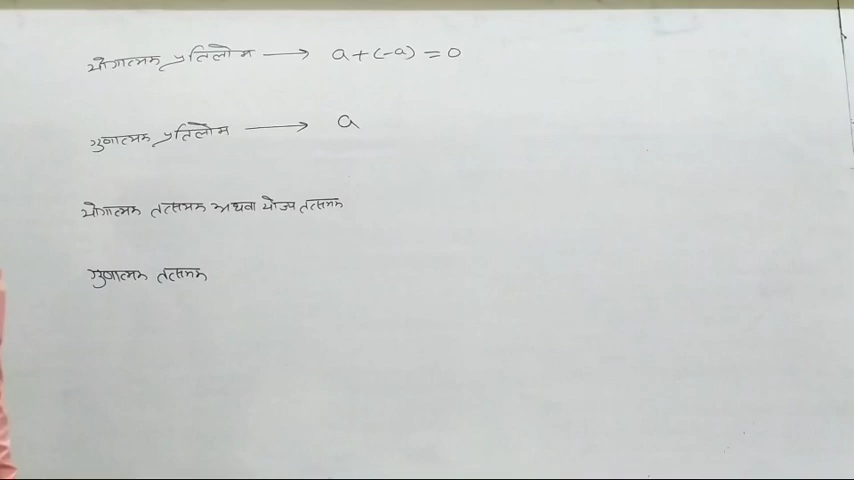 योगात्मक प्रतिलोम → a+(-a) = 0
गुणात्मक प्रतिलोम → a
योगात्मक तत्समक अथवा योज्य तत्समक
गुणात्मक तत्समक